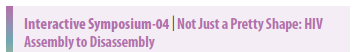 Interactive Symposium-04 | Not Just a Pretty Shape: HIV
Assembly to Disassembly